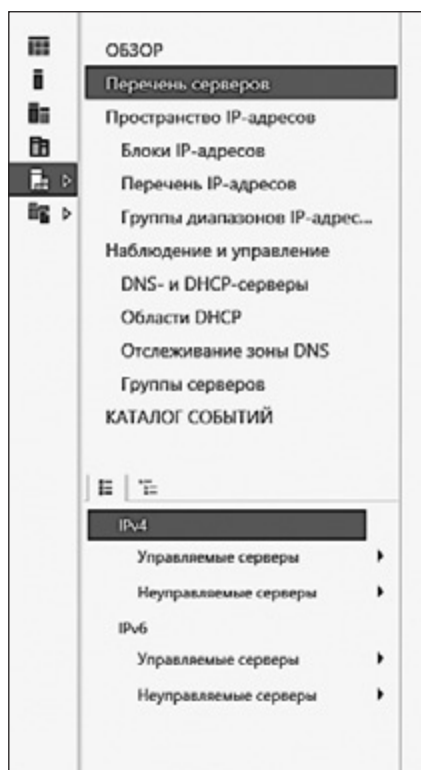 ОБЗОР
Перечень серверов
Пространство IP-адресов
Блоки IP-адресов
Перечень IP-адресов
Группы диапазонов IP-адрес...
Наблюдение и управление
DNS- и DHCP-серверы
Области DHCP
Отслеживание зоны DNS
Группы серверов
КАТАЛОГ СОБЫТИЙ
IPv4
Управляемые серверы
Неуправляемые серверы
IPv6
Управляемые серверы
Неуправляемые серверы